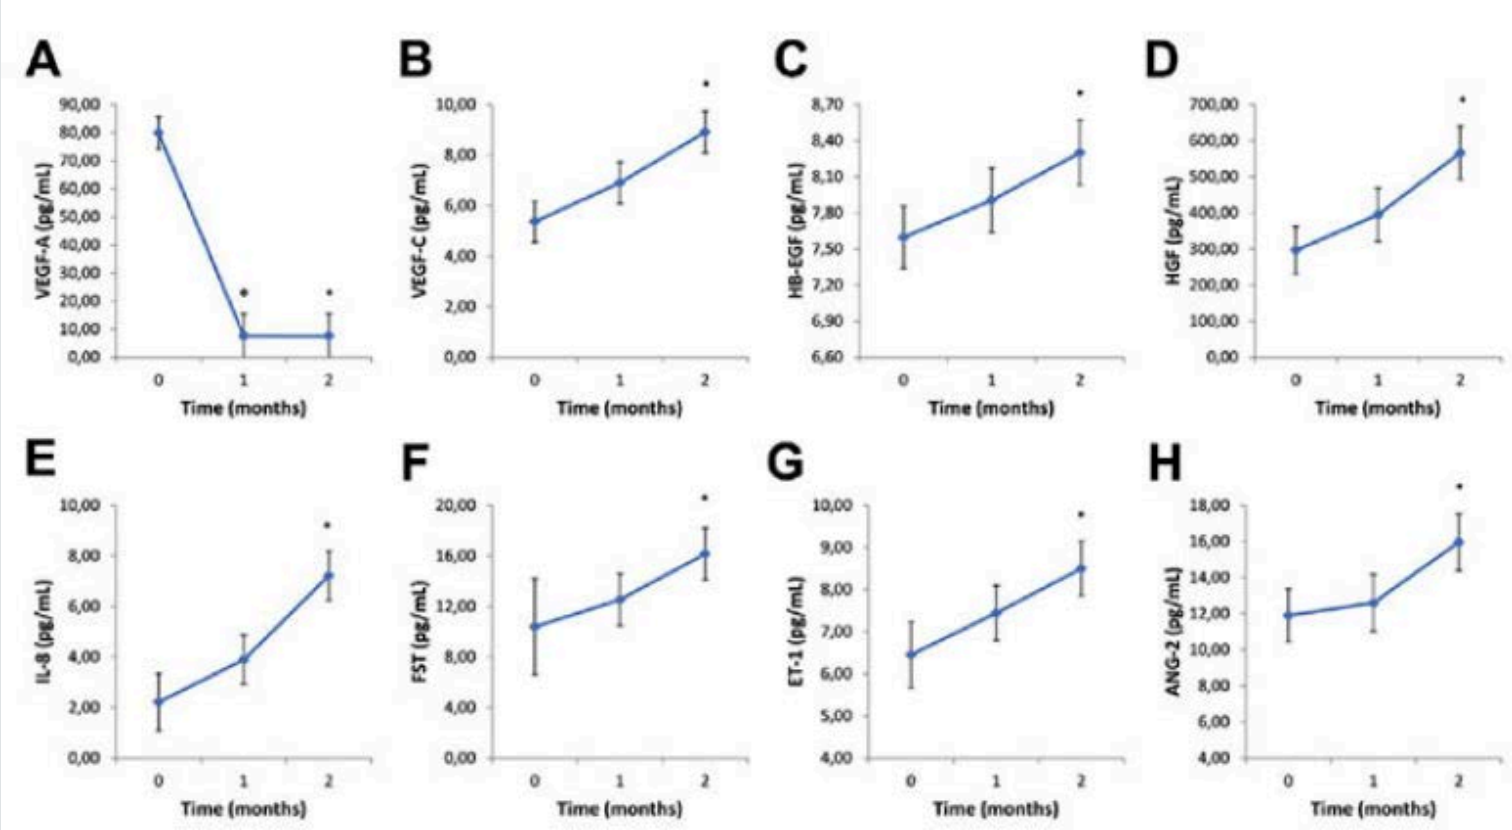 A
90,00
80,00
70,00
60,00
50,00
40,00
30,00
20,00
10,00
0,00
VEGF-A (pg/mL)
*
*
0 1 2
Time (months)
B
10,00
8,00
6,00
4,00
2,00
0,00
VEGF-C (pg/mL)
*
0 1 2
Time (months)
C
8,70
8,40
8,10
7,80
7,50
7,20
6,90
6,60
HB-EGF (pg/mL)
*
0 1 2
Time (months)
D
700,00
600,00
500,00
400,00
300,00
200,00
100,00
0,00
HGF (pg/mL)
*
0 1 2
Time (months)
E
10,00
8,00
6,00
4,00
2,00
0,00
IL-8 (pg/mL)
*
0 1 2
Time (months)
F
20,00
16,00
12,00
8,00
4,00
0,00
FST (pg/mL)
*
0 1 2
Time (months)
G
10,00
9,00
8,00
7,00
6,00
5,00
4,00
ET-1 (pg/mL)
*
0 1 2
Time (months)
H
18,00
16,00
14,00
12,00
10,00
8,00
6,00
4,00
ANG-2 (pg/mL)
*
0 1 2
Time (months)